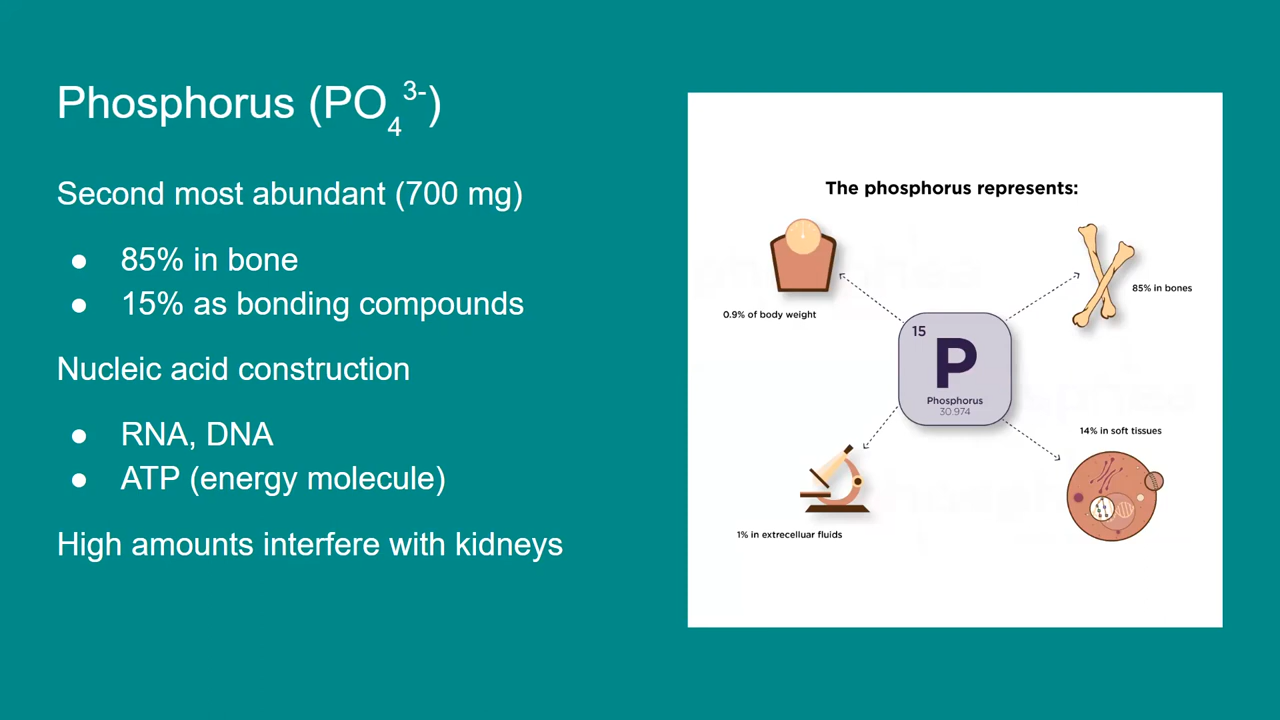 Phosphorus (PO₄³⁻)
Second most abundant (700 mg)
● 85% in bone
● 15% as bonding compounds
Nucleic acid construction
● RNA, DNA
● ATP (energy molecule)
High amounts interfere with kidneys
The phosphorus represents:
0.9% of body weight
85% in bones
15
P
Phosphorus
30.974
14% in soft tissues
1% in extrecelluar fluids